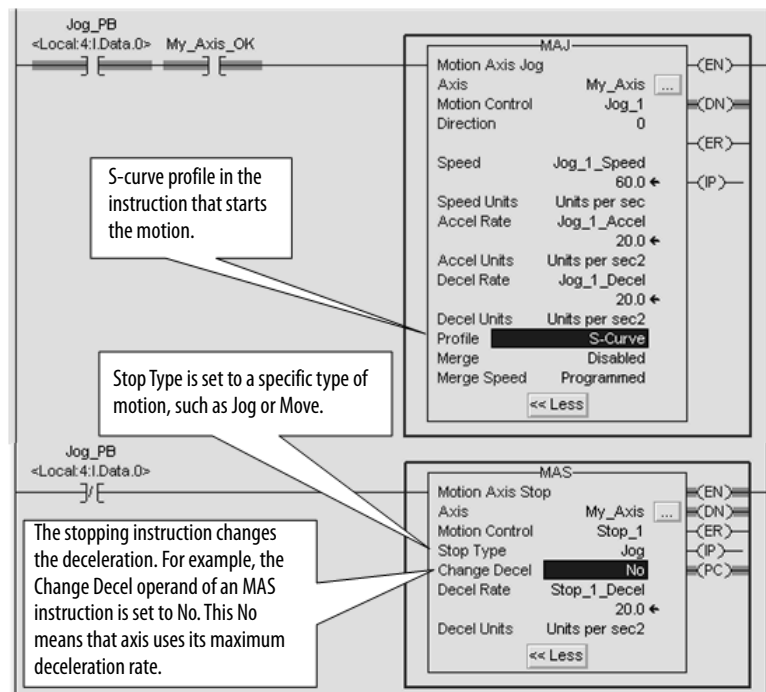 Jog_PB
<Local:4:I.Data.0> My_Axis_OK
MAJ
Motion Axis Jog
Axis My_Axis ...
Motion Control Jog_1
Direction 0
Speed Jog_1_Speed
60.0 ←
Speed Units Units per sec
Accel Rate Jog_1_Accel
20.0 ←
Accel Units Units per sec2
Decel Rate Jog_1_Decel
20.0 ←
Decel Units Units per sec2
Profile S-Curve
Merge Disabled
Merge Speed Programmed
<< Less
(EN)
(DN)
(ER)
(IP)
S-curve profile in the
instruction that starts
the motion.
Stop Type is set to a specific type of
motion, such as Jog or Move.
Jog_PB
<Local:4:I.Data.0>
MAS
Motion Axis Stop
Axis My_Axis ...
Motion Control Stop_1
Stop Type Jog
Change Decel No
Decel Rate Stop_1_Decel
20.0 ←
Decel Units Units per sec2
<< Less
(EN)
(DN)
(ER)
(IP)
(PC)
The stopping instruction changes
the deceleration. For example, the
Change Decel operand of an MAS
instruction is set to No. This No
means that axis uses its maximum
deceleration rate.